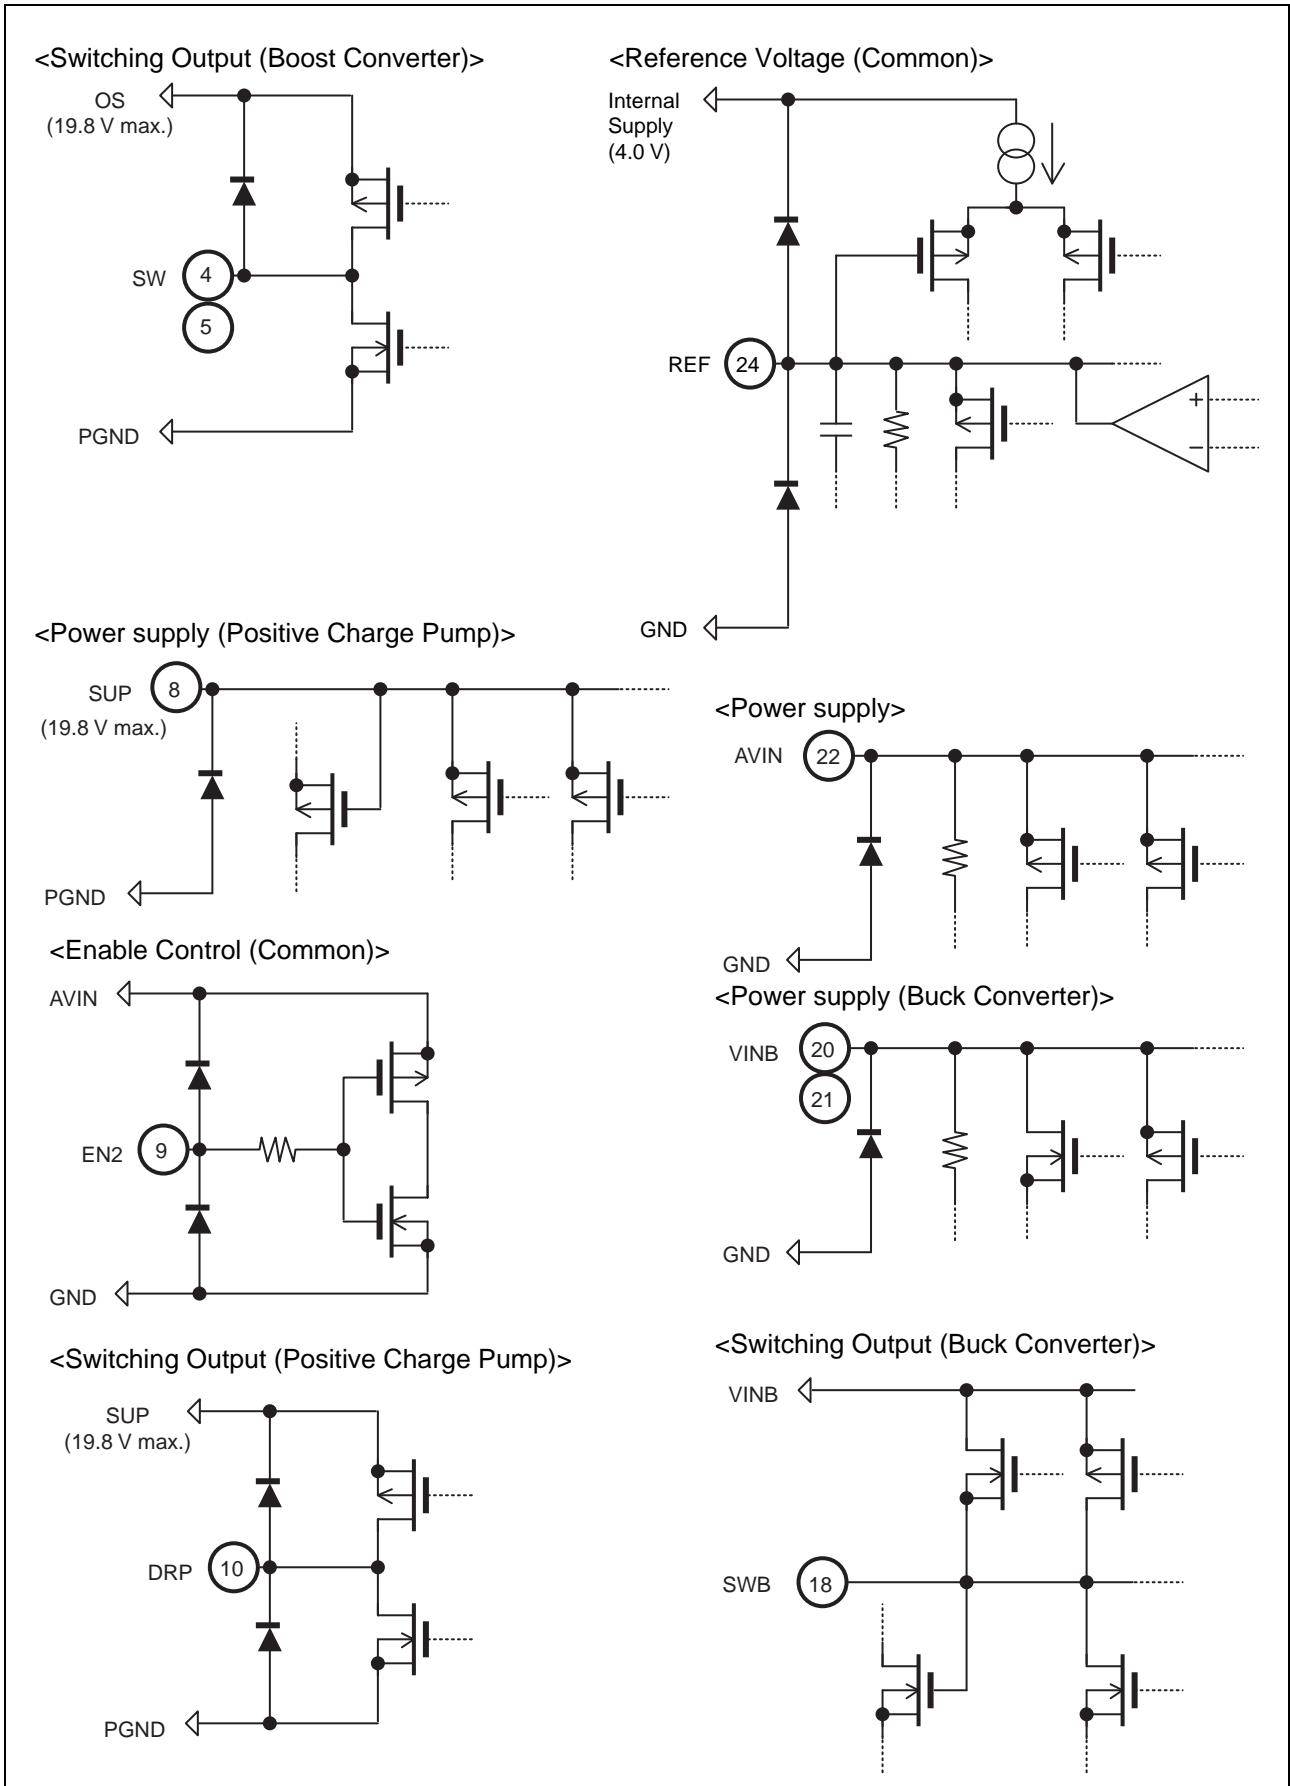 <Switching Output (Boost Converter)>
OS
(19.8 V max.)
SW
4
5
PGND
<Reference Voltage (Common)>
Internal
Supply
(4.0 V)
REF
24
+
−
GND
<Power supply (Positive Charge Pump)>
SUP
8
(19.8 V max.)
PGND
<Power supply>
AVIN
22
GND
<Enable Control (Common)>
AVIN
EN2
9
GND
<Power supply (Buck Converter)>
VINB
20
21
GND
<Switching Output (Positive Charge Pump)>
SUP
(19.8 V max.)
DRP
10
PGND
<Switching Output (Buck Converter)>
VINB
SWB
18